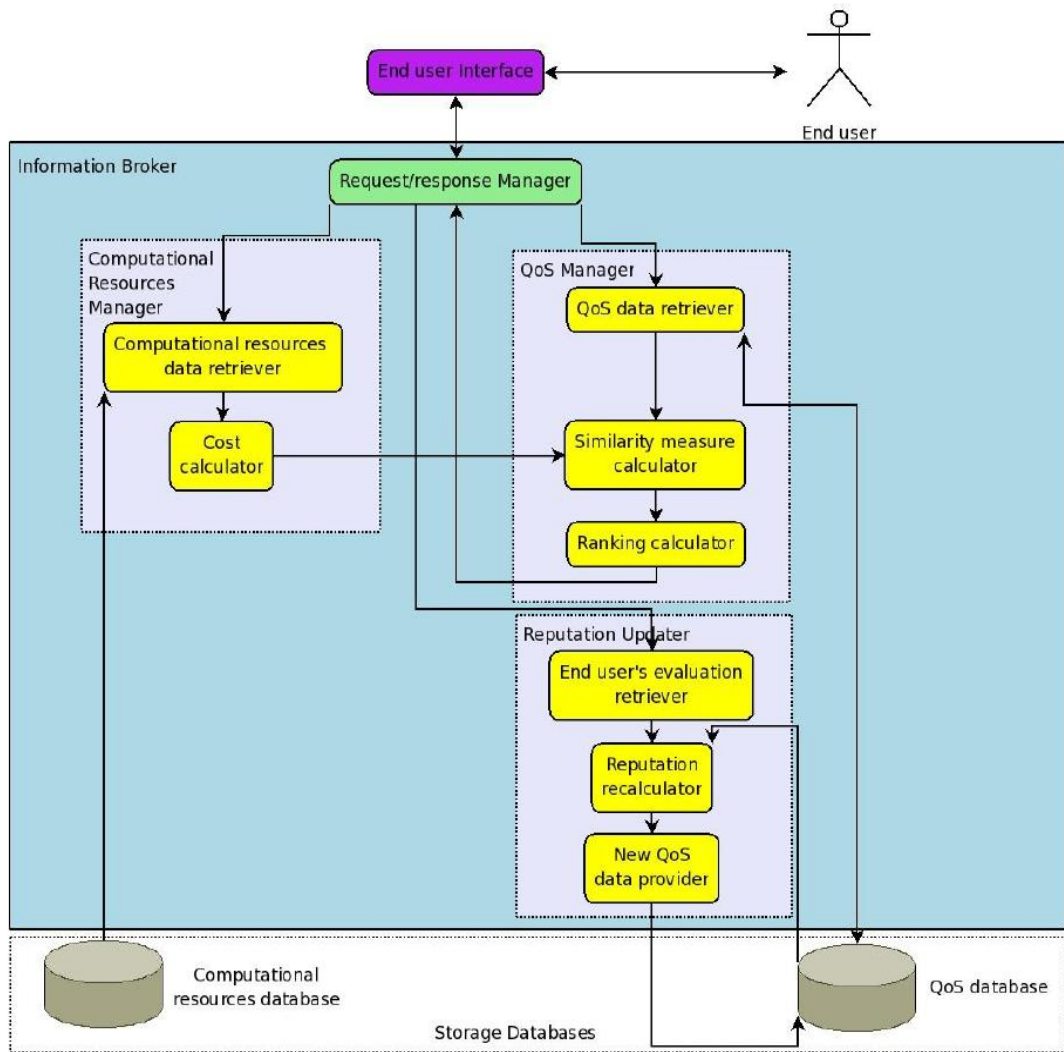 End user Interface
End user
Information Broker
Request/response Manager
Computational
Resources
Manager
QoS Manager
QoS data retriever
Computational resources
data retriever
Cost
calculator
Similarity measure
calculator
Ranking calculator
Reputation Updater
End user's evaluation
retriever
Reputation
recalculator
New QoS
data provider
Computational
resources database
QoS database
Storage Databases